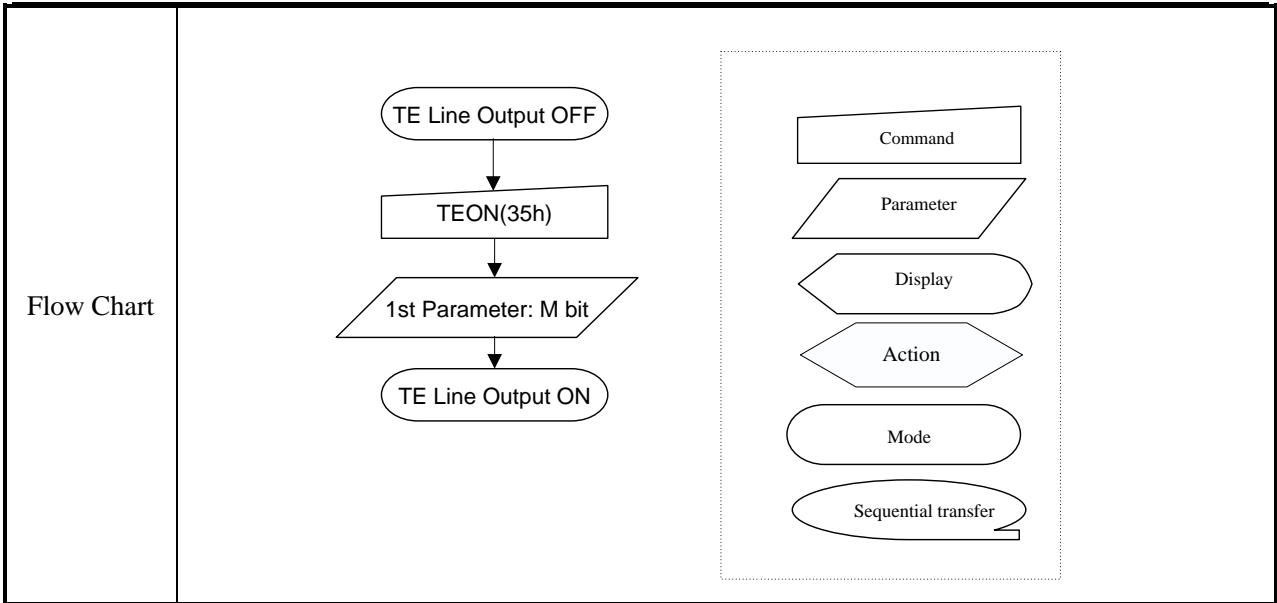 Flow Chart
TE Line Output OFF
TEON(35h)
1st Parameter: M bit
TE Line Output ON
Command
Parameter
Display
Action
Mode
Sequential transfer